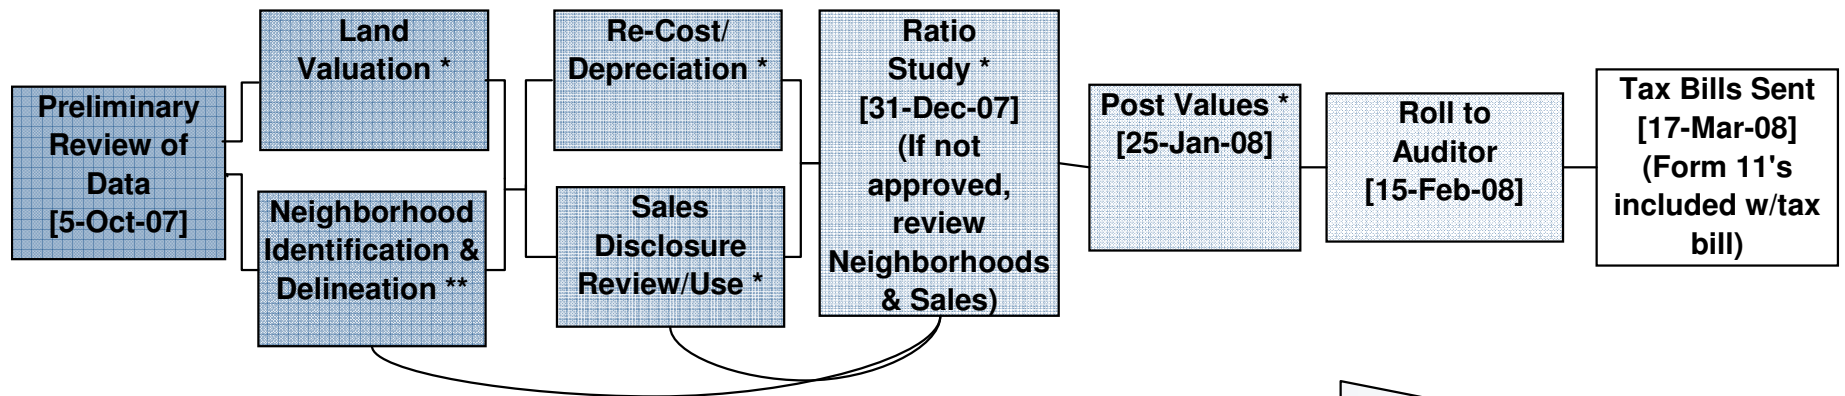 Preliminary
Review of
Data
[5-Oct-07]
Land
Valuation *
Neighborhood
Identification &
Delineation **
Re-Cost/
Depreciation *
Sales
Disclosure
Review/Use *
Ratio
Study *
[31-Dec-07]
(If not
approved,
review
Neighborhoods
& Sales)
Post Values *
[25-Jan-08]
Roll to
Auditor
[15-Feb-08]
Tax Bills Sent
[17-Mar-08]
(Form 11's
included w/tax
bill)